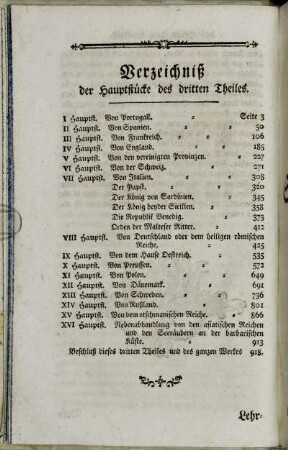 Verzeichniß
der Hauptstücke des dritten Theiles.
I Hauptst. Von Portugall. Seite 3
II Hauptst. Von Spanien. 50
III Hauptst. Von Frankreich. 106
IV Hauptst. Von England. 185
V Hauptst. Von den vereinigten Provinzen. 227
VI Hauptst. Von der Schweiz. 271
VII Hauptst. Von Italien. 308
Der Papst. 320
Der König von Sardinien. 345
Der König beyder Sicilien. 358
Die Republik Venedig. 373
Orden der Malteser Ritter. 412
VIII Hauptst. Von Deutschland oder dem heiligen römischen
Reiche. 425
IX Hauptst. Von dem Hause Oestreich. 535
X Hauptst. Von Preussen. 572
XI Hauptst. Von Polen. 649
XII Hauptst. Von Dänemark. 691
XIII Hauptst. Von Schweden. 736
XIV Hauptst. Von Rußland. 801
XV Hauptst. Von dem ottomanischen Reiche. 866
XVI Hauptst. Nebenabhandlung von den asiatischen Reichen
und den Seeräubern an der barbarischen
Küste. 913
Beschluß dieses dritten Theiles und des ganzen Werkes 918.
Lehr-